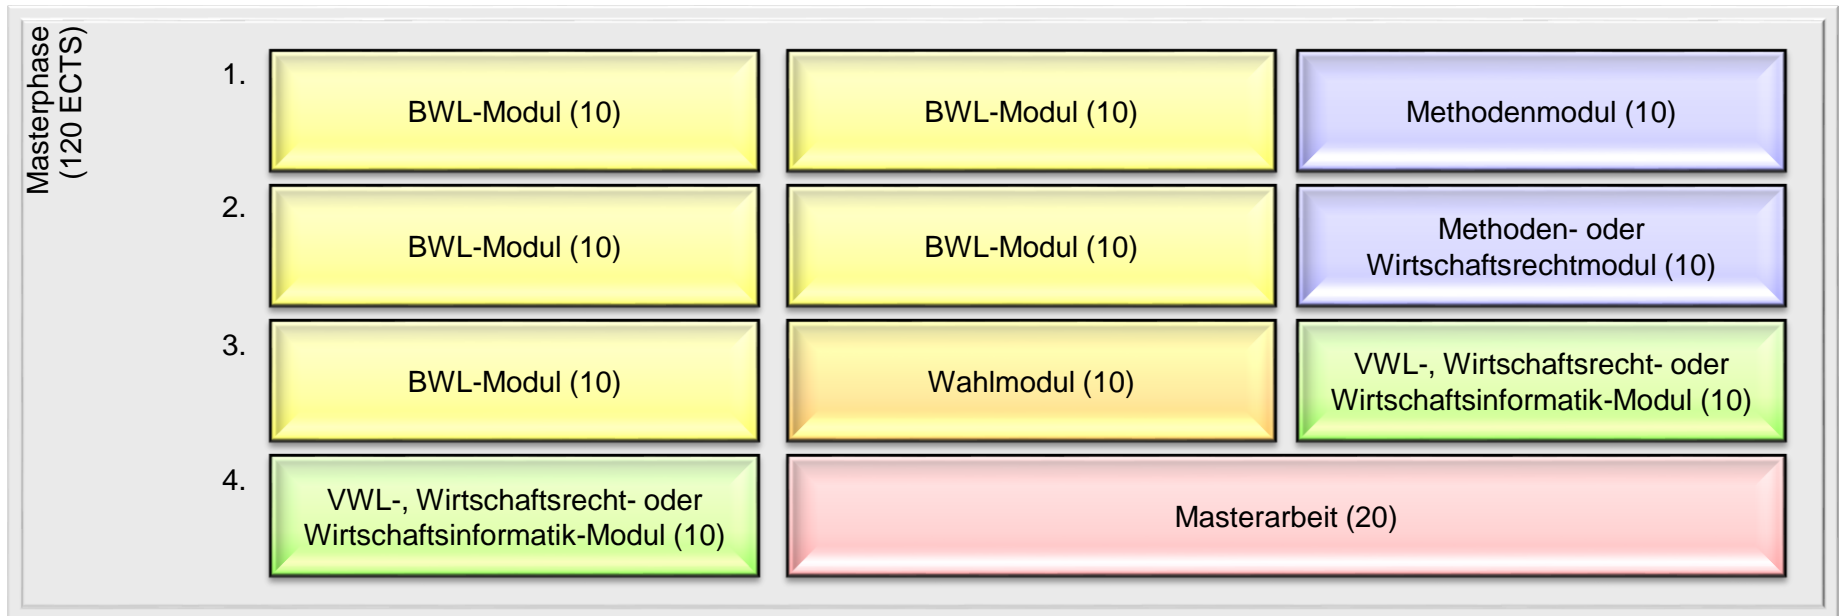 Masterphase
(120 ECTS)
1.
BWL-Modul (10)
BWL-Modul (10)
Methodenmodul (10)
2.
BWL-Modul (10)
BWL-Modul (10)
Methoden- oder
Wirtschaftsrechtmodul (10)
3.
BWL-Modul (10)
Wahlmodul (10)
VWL-, Wirtschaftsrecht- oder
Wirtschaftsinformatik-Modul (10)
4.
VWL-, Wirtschaftsrecht- oder
Wirtschaftsinformatik-Modul (10)
Masterarbeit (20)